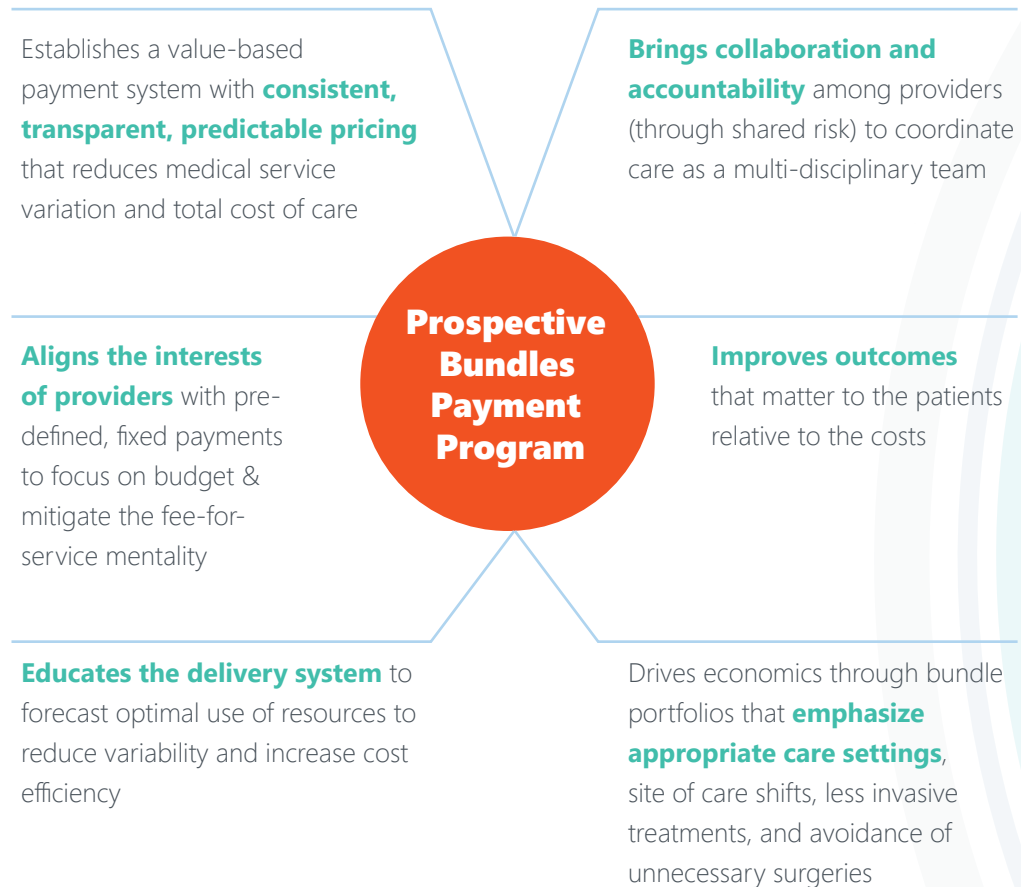 Establishes a value-based
payment system with consistent,
transparent, predictable pricing
that reduces medical service
variation and total cost of care
Brings collaboration and
accountability among providers
(through shared risk) to coordinate
care as a multi-disciplinary team
Prospective
Bundles
Payment
Program
Aligns the interests
of providers with pre-
defined, fixed payments
to focus on budget &
mitigate the fee-for-
service mentality
Improves outcomes
that matter to the patients
relative to the costs
Educates the delivery system to
forecast optimal use of resources to
reduce variability and increase cost
efficiency
Drives economics through bundle
portfolios that emphasize
appropriate care settings,
site of care shifts, less invasive
treatments, and avoidance of
unnecessary surgeries